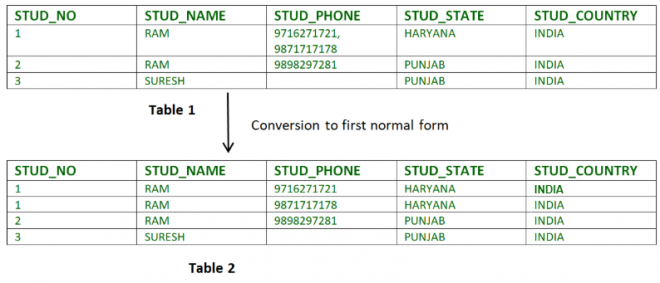 STUD_NO STUD_NAME STUD_PHONE STUD_STATE STUD_COUNTRY
1 RAM 9716271721, HARYANA INDIA
9871717178
2 RAM 9898297281 PUNJAB INDIA
3 SURESH PUNJAB INDIA
Table 1
Conversion to first normal form
STUD_NO STUD_NAME STUD_PHONE STUD_STATE STUD_COUNTRY
1 RAM 9716271721 HARYANA INDIA
1 RAM 9871717178 HARYANA INDIA
2 RAM 9898297281 PUNJAB INDIA
3 SURESH PUNJAB INDIA
Table 2